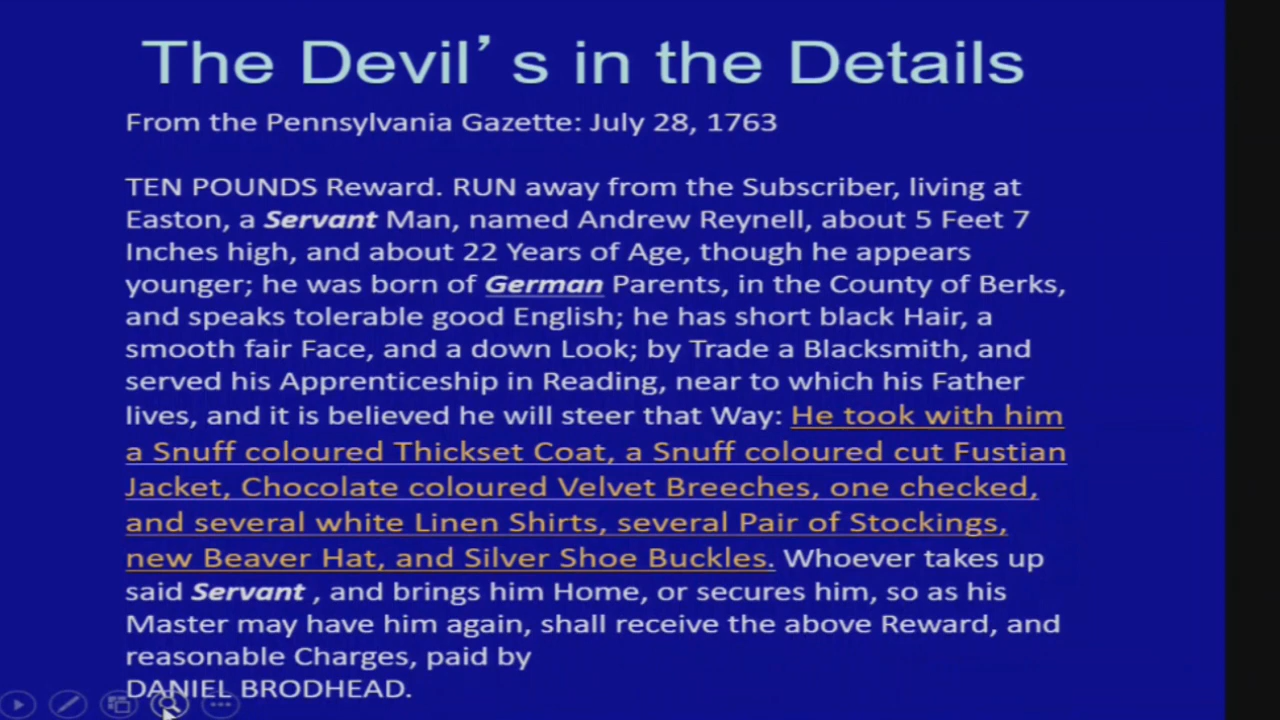 The Devil’s in the Details
From the Pennsylvania Gazette: July 28, 1763
TEN POUNDS Reward. RUN away from the Subscriber, living at
Easton, a Servant Man, named Andrew Reynell, about 5 Feet 7
Inches high, and about 22 Years of Age, though he appears
younger; he was born of German Parents, in the County of Berks,
and speaks tolerable good English; he has short black Hair, a
smooth fair Face, and a down Look; by Trade a Blacksmith, and
served his Apprenticeship in Reading, near to which his Father
lives, and it is believed he will steer that Way: He took with him
a Snuff coloured Thickset Coat, a Snuff coloured cut Fustian
Jacket, Chocolate coloured Velvet Breeches, one checked,
and several white Linen Shirts, several Pair of Stockings,
new Beaver Hat, and Silver Shoe Buckles. Whoever takes up
said Servant , and brings him Home, or secures him, so as his
Master may have him again, shall receive the above Reward, and
reasonable Charges, paid by
DANIEL BRODHEAD.